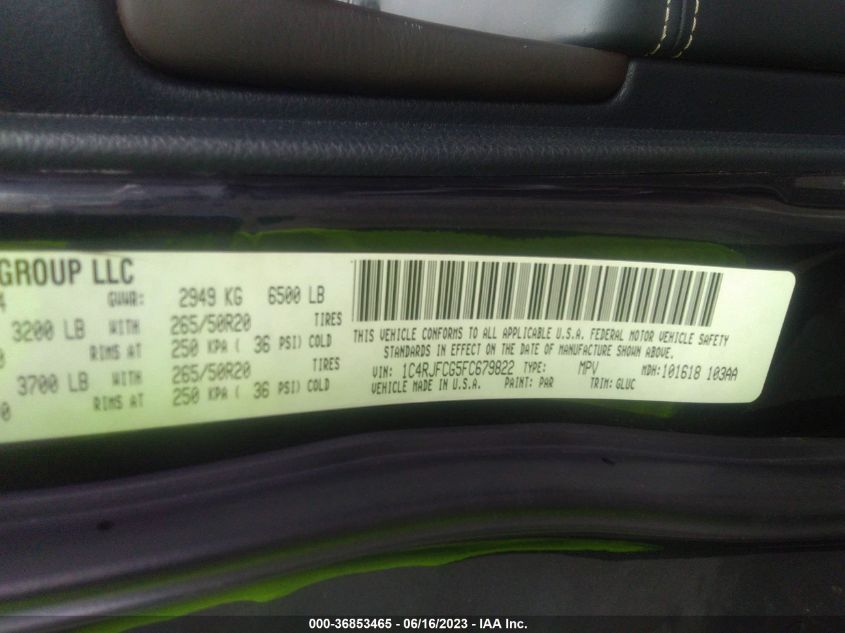 GROUP LLC
GVWR: 2949 KG 6500 LB
3200 LB WITH 265/50R20 TIRES
RIMS AT 250 KPA ( 36 PSI) COLD
3700 LB WITH 265/50R20 TIRES
RIMS AT 250 KPA ( 36 PSI) COLD
THIS VEHICLE CONFORMS TO ALL APPLICABLE U.S.A. FEDERAL MOTOR VEHICLE SAFETY
STANDARDS IN EFFECT ON THE DATE OF MANUFACTURE SHOWN ABOVE.
VIN: 1C4RJFCG5FC679822 TYPE: MPV MDH: 101618 103AA
VEHICLE MADE IN U.S.A. PAINT: PAR TRIM: GLUC
000-36853465 - 06/16/2023 - IAA Inc.